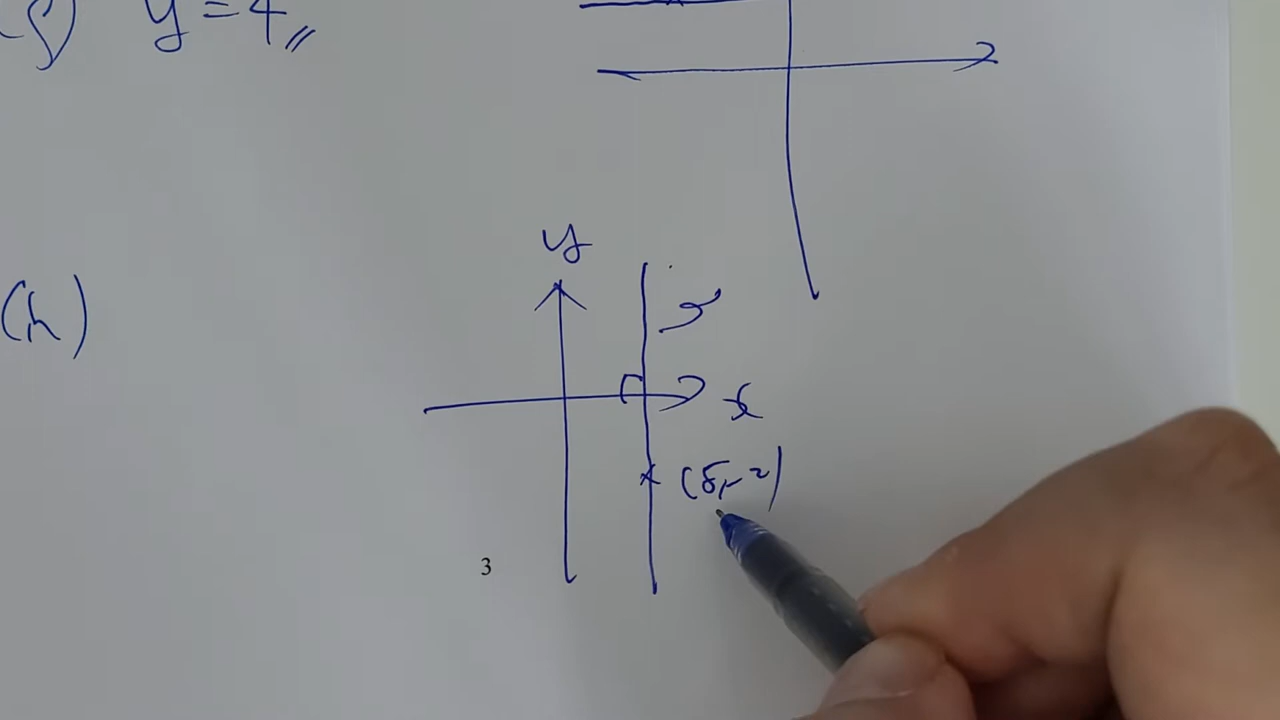 (g) y = 4
y
(h)
x
(5, -2)
3